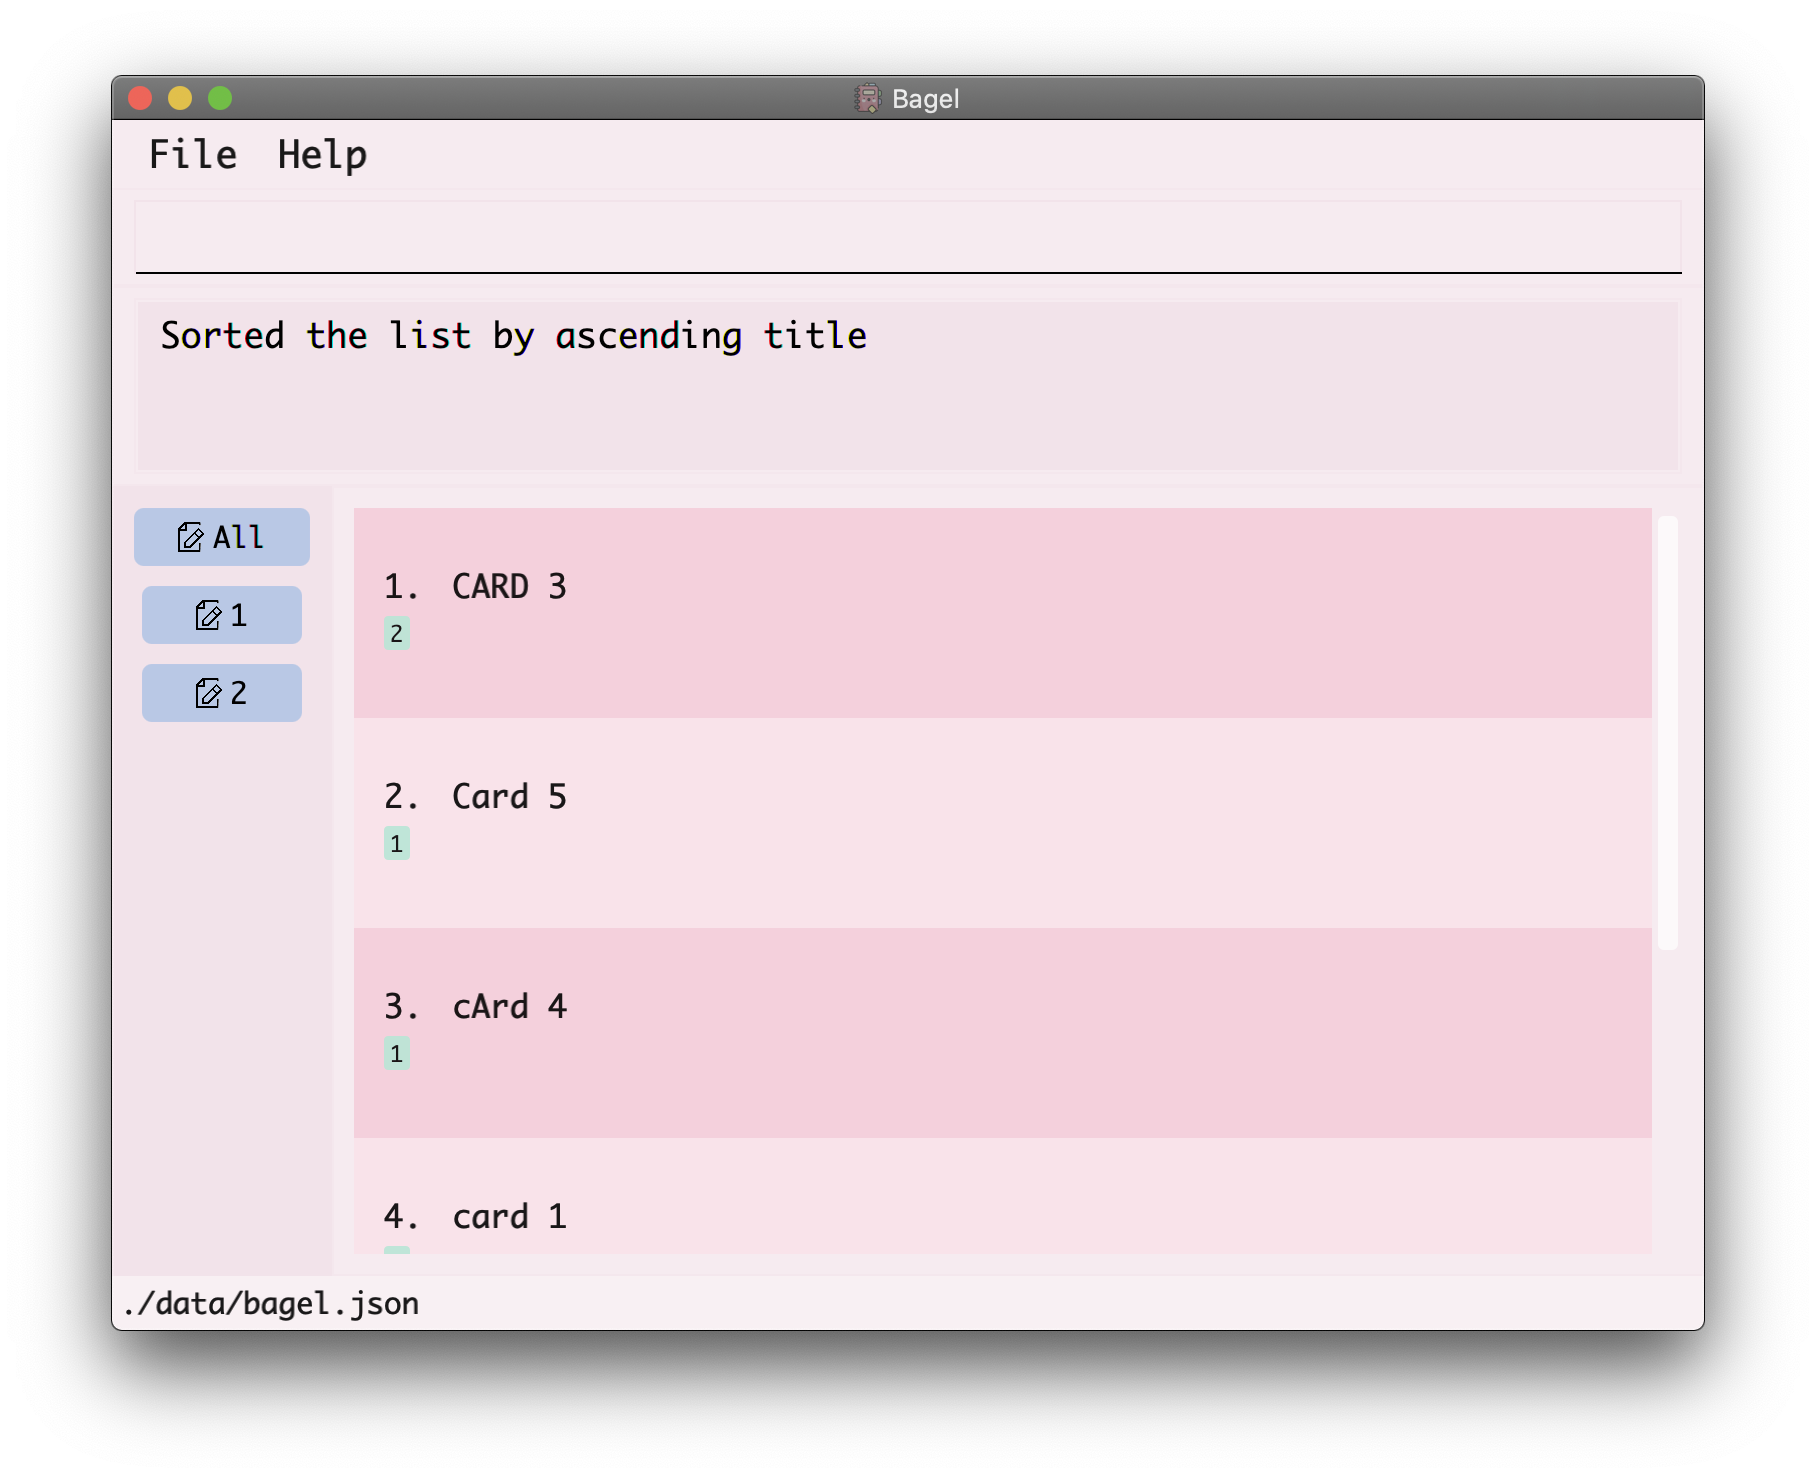 Bagel
File Help
Sorted the list by ascending title
All
1
2
1. CARD 3
2
2. Card 5
1
3. cArd 4
1
4. card 1
./data/bagel.json